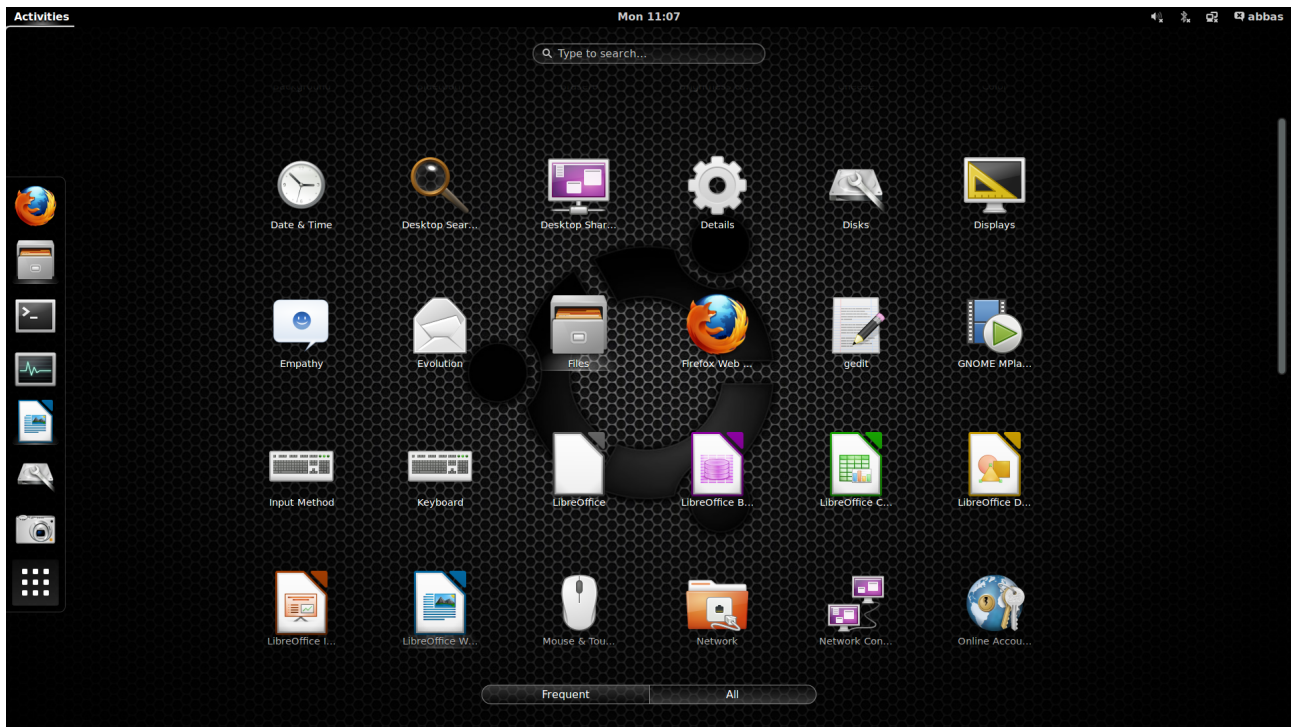 Activities
Mon 11:07
abbas
Type to search...
Date & Time
Desktop Sear...
Desktop Shar...
Details
Disks
Displays
Empathy
Evolution
Files
Firefox Web ...
gedit
GNOME MPla...
Input Method
Keyboard
LibreOffice
LibreOffice B...
LibreOffice C...
LibreOffice D...
LibreOffice I...
LibreOffice W...
Mouse & Tou...
Network
Network Con...
Online Accou...
Frequent
All